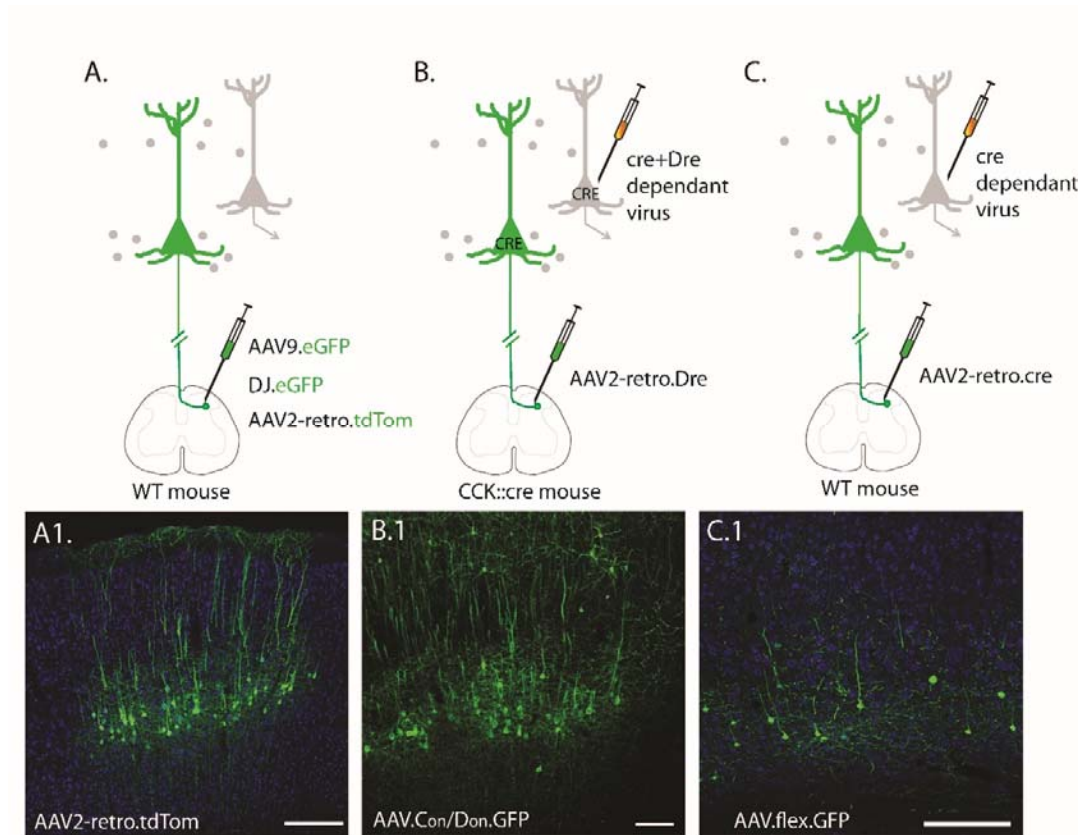 A.
AAV9.eGFP
DJ.eGFP
AAV2-retro.tdTom
WT mouse
B.
cre+Dre
dependant
virus
CRE
CRE
AAV2-retro.Dre
CCK::cre mouse
C.
cre
dependant
virus
AAV2-retro.cre
WT mouse
A1.
AAV2-retro.tdTom
B.1
AAV.Con/Don.GFP
C.1
AAV.flex.GFP